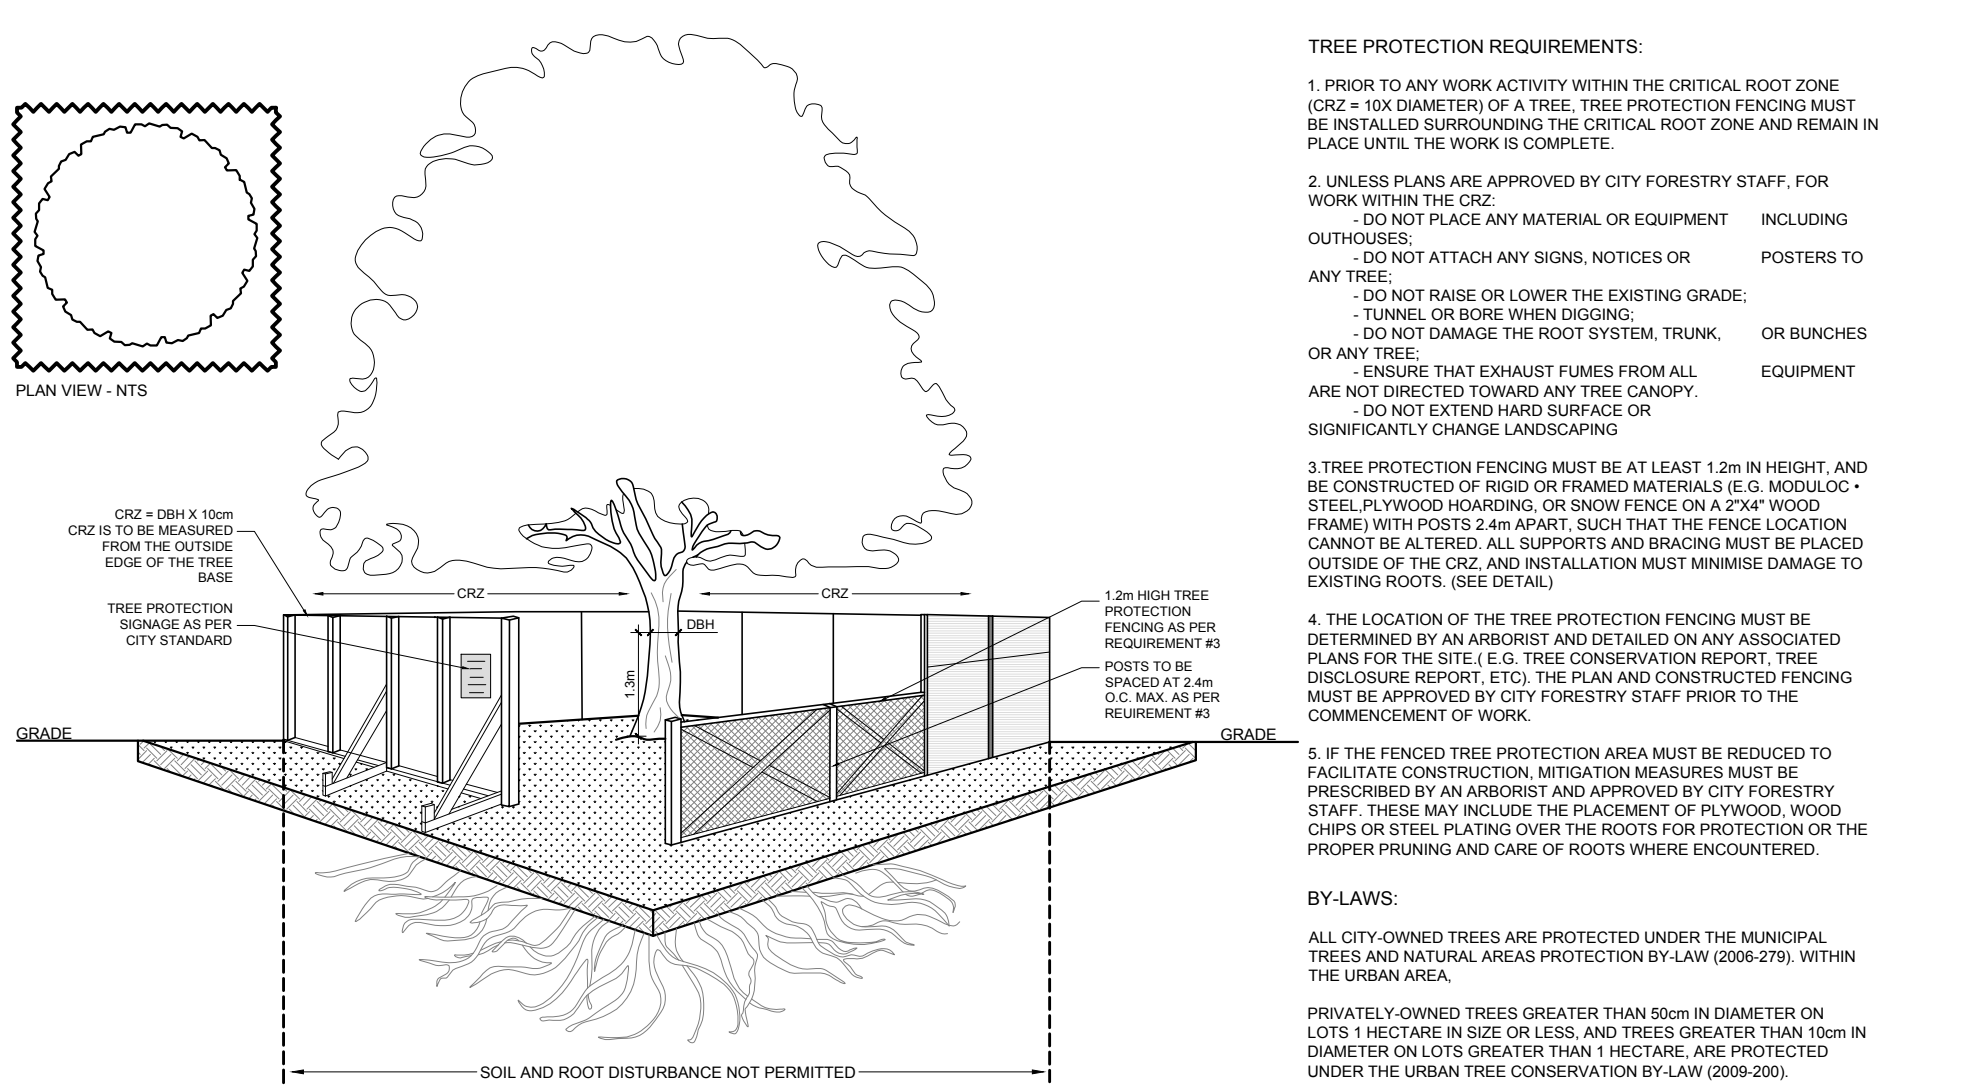 PLAN VIEW - NTS
CRZ = DBH X 10cm
CRZ IS TO BE MEASURED
FROM THE OUTSIDE
EDGE OF THE TREE
BASE
TREE PROTECTION
SIGNAGE AS PER
CITY STANDARD
CRZ
CRZ
DBH
1.3m
1.2m HIGH TREE
PROTECTION
FENCING AS PER
REQUIREMENT #3
POSTS TO BE
SPACED AT 2.4m
O.C. MAX. AS PER
REUIREMENT #3
GRADE
GRADE
SOIL AND ROOT DISTURBANCE NOT PERMITTED
TREE PROTECTION REQUIREMENTS:
1. PRIOR TO ANY WORK ACTIVITY WITHIN THE CRITICAL ROOT ZONE
(CRZ = 10X DIAMETER) OF A TREE, TREE PROTECTION FENCING MUST
BE INSTALLED SURROUNDING THE CRITICAL ROOT ZONE AND REMAIN IN
PLACE UNTIL THE WORK IS COMPLETE.
2. UNLESS PLANS ARE APPROVED BY CITY FORESTRY STAFF, FOR
WORK WITHIN THE CRZ:
- DO NOT PLACE ANY MATERIAL OR EQUIPMENT INCLUDING
OUTHOUSES;
- DO NOT ATTACH ANY SIGNS, NOTICES OR POSTERS TO
ANY TREE;
- DO NOT RAISE OR LOWER THE EXISTING GRADE;
- TUNNEL OR BORE WHEN DIGGING;
- DO NOT DAMAGE THE ROOT SYSTEM, TRUNK, OR BUNCHES
OR ANY TREE;
- ENSURE THAT EXHAUST FUMES FROM ALL EQUIPMENT
ARE NOT DIRECTED TOWARD ANY TREE CANOPY.
- DO NOT EXTEND HARD SURFACE OR
SIGNIFICANTLY CHANGE LANDSCAPING
3.TREE PROTECTION FENCING MUST BE AT LEAST 1.2m IN HEIGHT, AND
BE CONSTRUCTED OF RIGID OR FRAMED MATERIALS (E.G. MODULOC •
STEEL,PLYWOOD HOARDING, OR SNOW FENCE ON A 2"X4" WOOD
FRAME) WITH POSTS 2.4m APART, SUCH THAT THE FENCE LOCATION
CANNOT BE ALTERED. ALL SUPPORTS AND BRACING MUST BE PLACED
OUTSIDE OF THE CRZ, AND INSTALLATION MUST MINIMISE DAMAGE TO
EXISTING ROOTS. (SEE DETAIL)
4. THE LOCATION OF THE TREE PROTECTION FENCING MUST BE
DETERMINED BY AN ARBORIST AND DETAILED ON ANY ASSOCIATED
PLANS FOR THE SITE.( E.G. TREE CONSERVATION REPORT, TREE
DISCLOSURE REPORT, ETC). THE PLAN AND CONSTRUCTED FENCING
MUST BE APPROVED BY CITY FORESTRY STAFF PRIOR TO THE
COMMENCEMENT OF WORK.
5. IF THE FENCED TREE PROTECTION AREA MUST BE REDUCED TO
FACILITATE CONSTRUCTION, MITIGATION MEASURES MUST BE
PRESCRIBED BY AN ARBORIST AND APPROVED BY CITY FORESTRY
STAFF. THESE MAY INCLUDE THE PLACEMENT OF PLYWOOD, WOOD
CHIPS OR STEEL PLATING OVER THE ROOTS FOR PROTECTION OR THE
PROPER PRUNING AND CARE OF ROOTS WHERE ENCOUNTERED.
BY-LAWS:
ALL CITY-OWNED TREES ARE PROTECTED UNDER THE MUNICIPAL
TREES AND NATURAL AREAS PROTECTION BY-LAW (2006-279). WITHIN
THE URBAN AREA,
PRIVATELY-OWNED TREES GREATER THAN 50cm IN DIAMETER ON
LOTS 1 HECTARE IN SIZE OR LESS, AND TREES GREATER THAN 10cm IN
DIAMETER ON LOTS GREATER THAN 1 HECTARE, ARE PROTECTED
UNDER THE URBAN TREE CONSERVATION BY-LAW (2009-200).